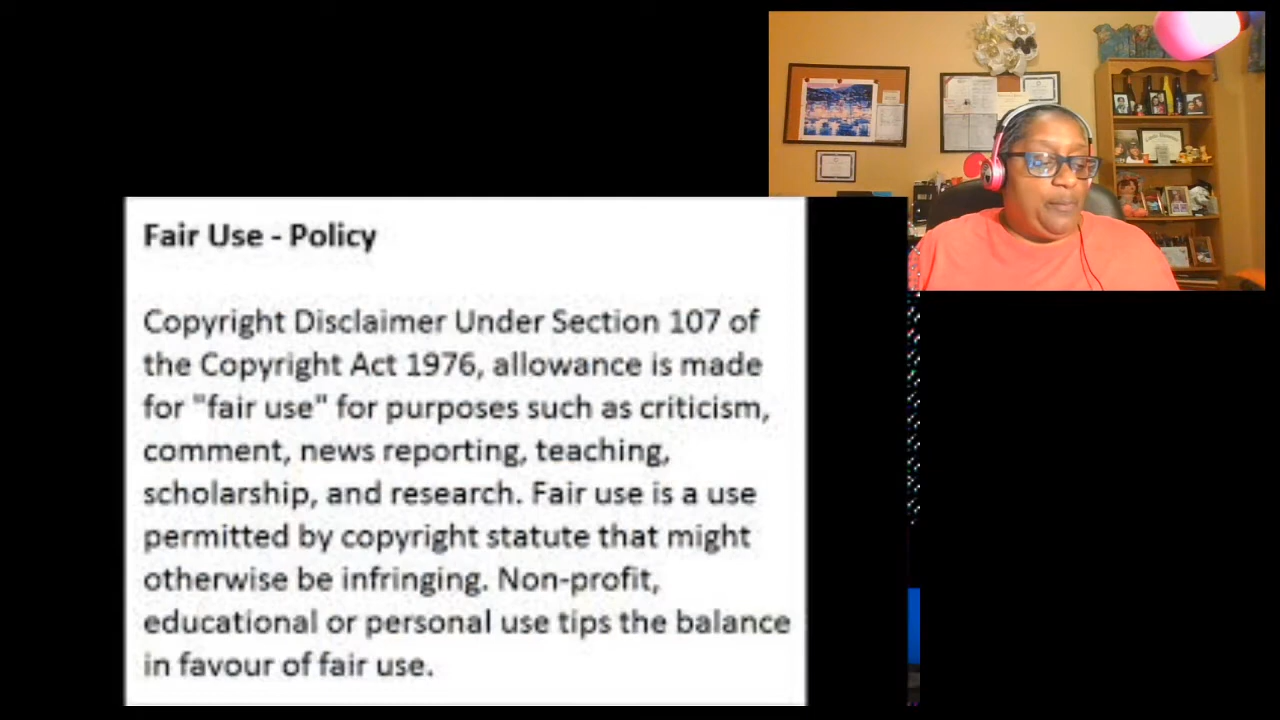 Fair Use - Policy
Copyright Disclaimer Under Section 107 of
the Copyright Act 1976, allowance is made
for "fair use" for purposes such as criticism,
comment, news reporting, teaching,
scholarship, and research. Fair use is a use
permitted by copyright statute that might
otherwise be infringing. Non-profit,
educational or personal use tips the balance
in favour of fair use.